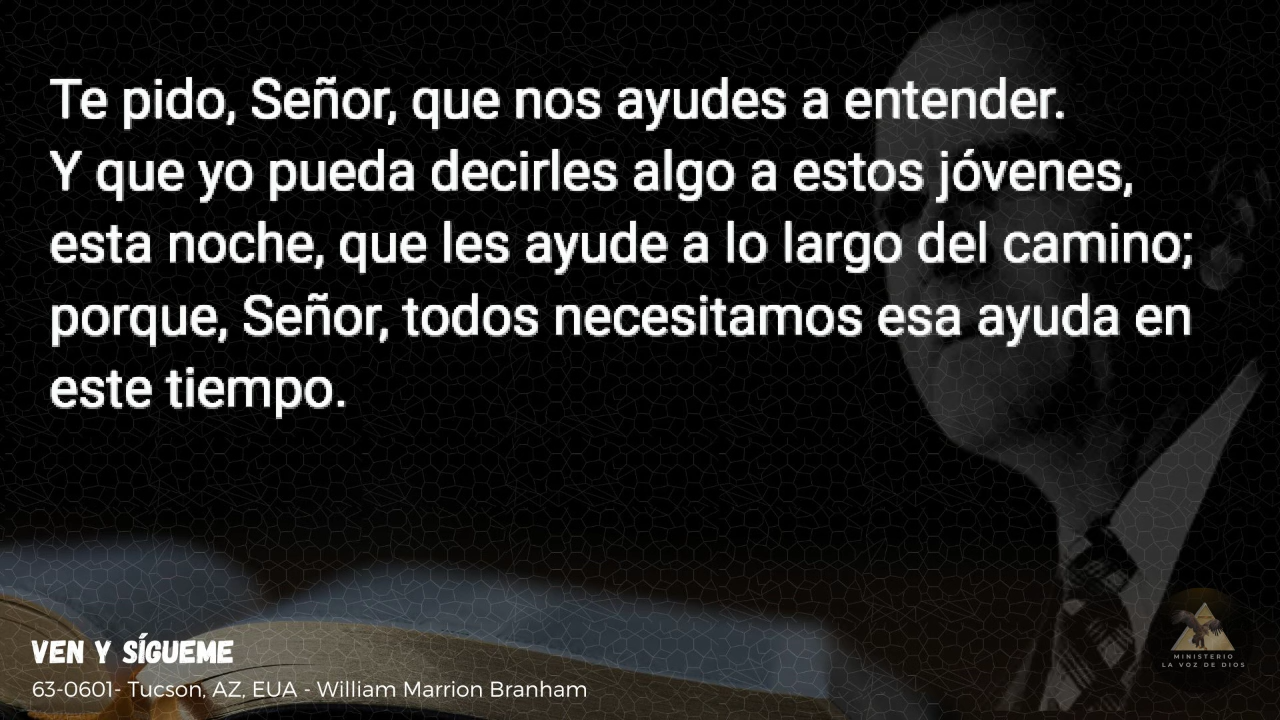 Te pido, Señor, que nos ayudes a entender.
Y que yo pueda decirles algo a estos jóvenes,
esta noche, que les ayude a lo largo del camino;
porque, Señor, todos necesitamos esa ayuda en
este tiempo.
VEN Y SÍGUEME
63-0601- Tucson, AZ, EUA - William Marrion Branham
MINISTERIO
LA VOZ DE DIOS